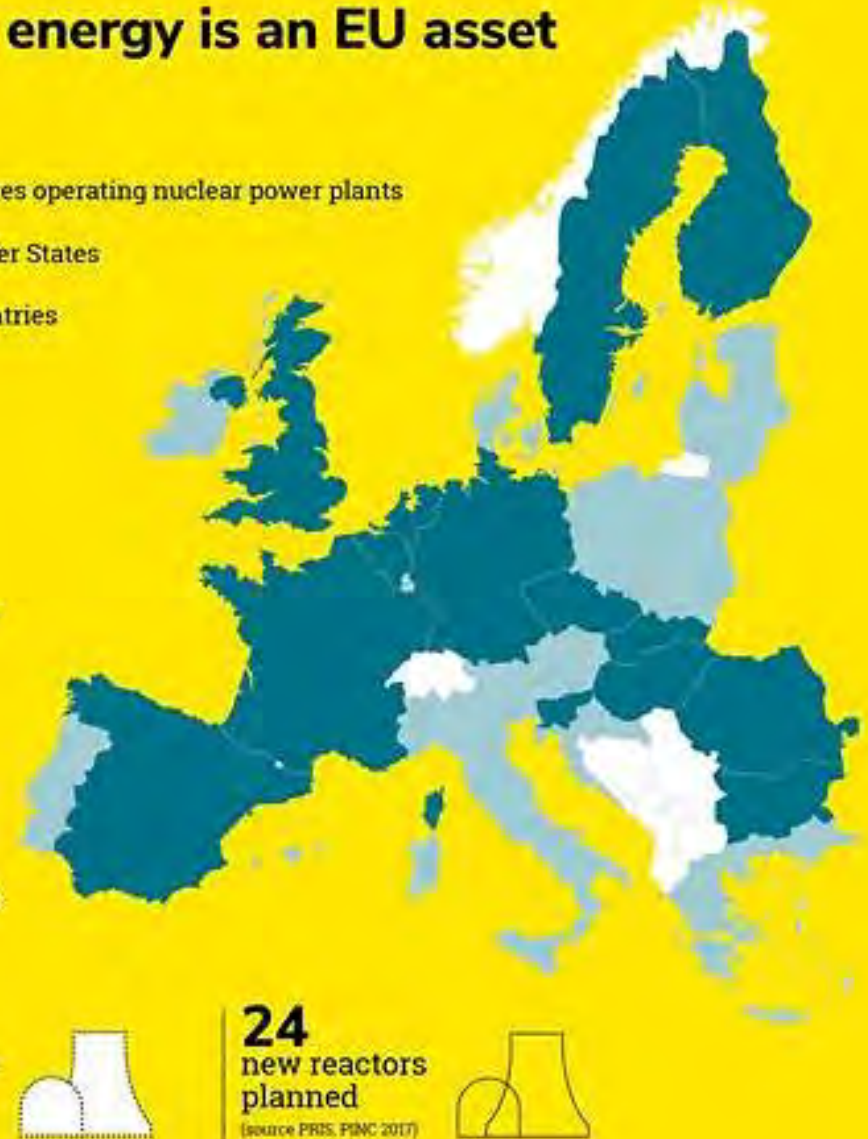 energy is an EU asset
es operating nuclear power plants
er States
tries
24
new reactors
planned
(source PRIS, PINC 2017)